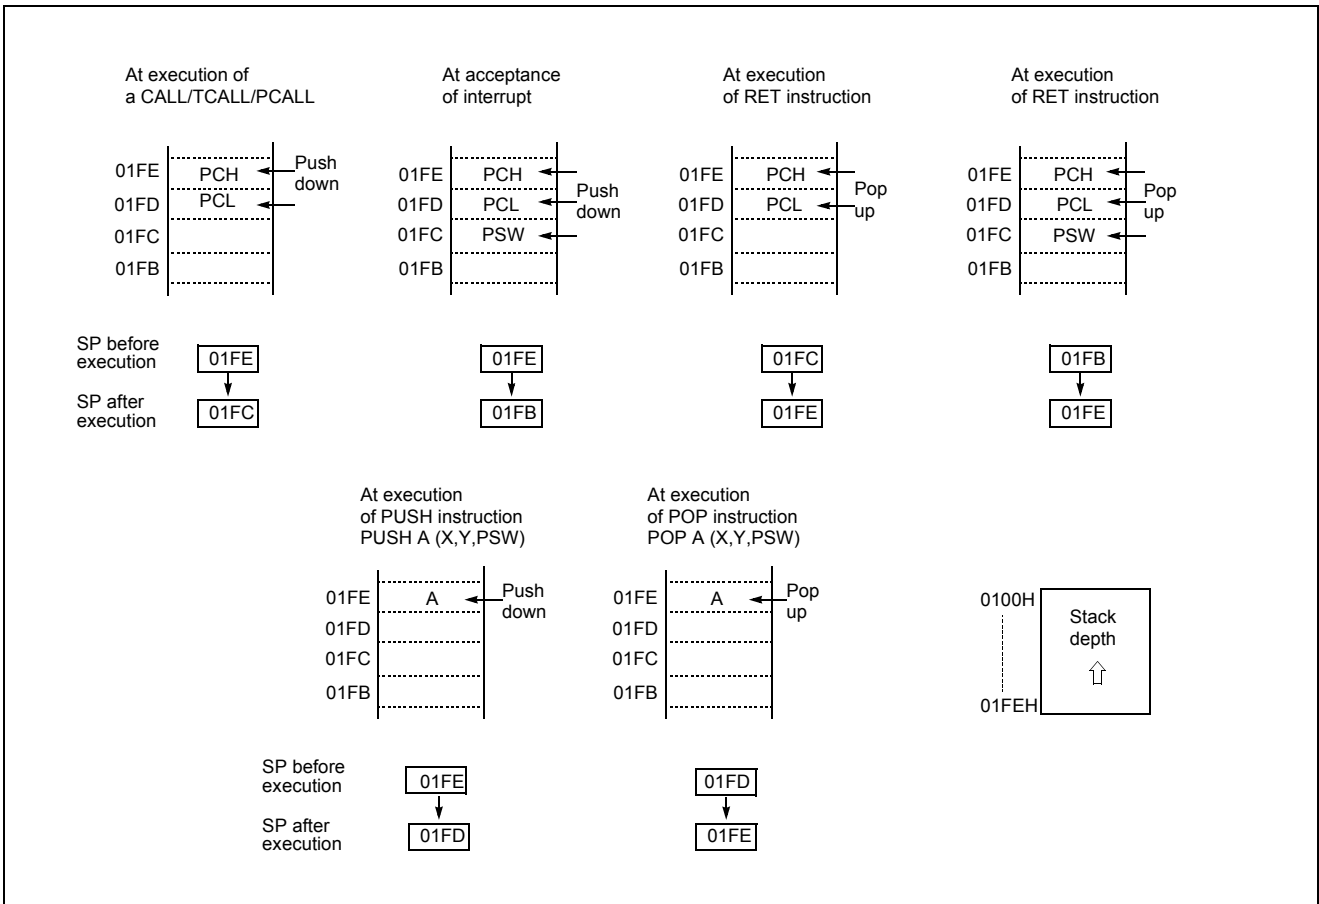 At execution of
a CALL/TCALL/PCALL
01FE
PCH
Push
down
01FD
PCL
01FC
01FB
At acceptance
of interrupt
01FE
PCH
01FD
PCL
Push
down
01FC
PSW
01FB
At execution
of RET instruction
01FE
PCH
01FD
PCL
Pop
up
01FC
01FB
At execution
of RET instruction
01FE
PCH
01FD
PCL
Pop
up
01FC
PSW
01FB
SP before
execution
01FE
01FE
01FC
01FB
SP after
execution
01FC
01FB
01FE
01FE
At execution
of PUSH instruction
PUSH A (X,Y,PSW)
01FE
A
Push
down
01FD
01FC
01FB
At execution
of POP instruction
POP A (X,Y,PSW)
01FE
A
Pop
up
01FD
01FC
01FB
0100H
Stack
depth
01FEH
SP before
execution
01FE
01FD
SP after
execution
01FD
01FE